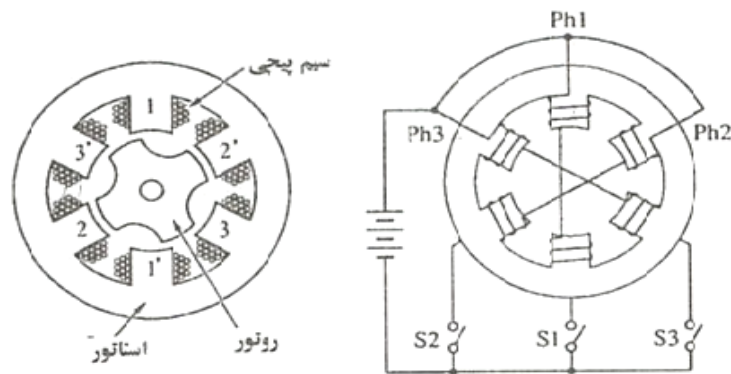 سیم پیچی
1
2'
3
1'
2
3'
استاتور
روتور
Ph1
Ph3
Ph2
S2
S1
S3